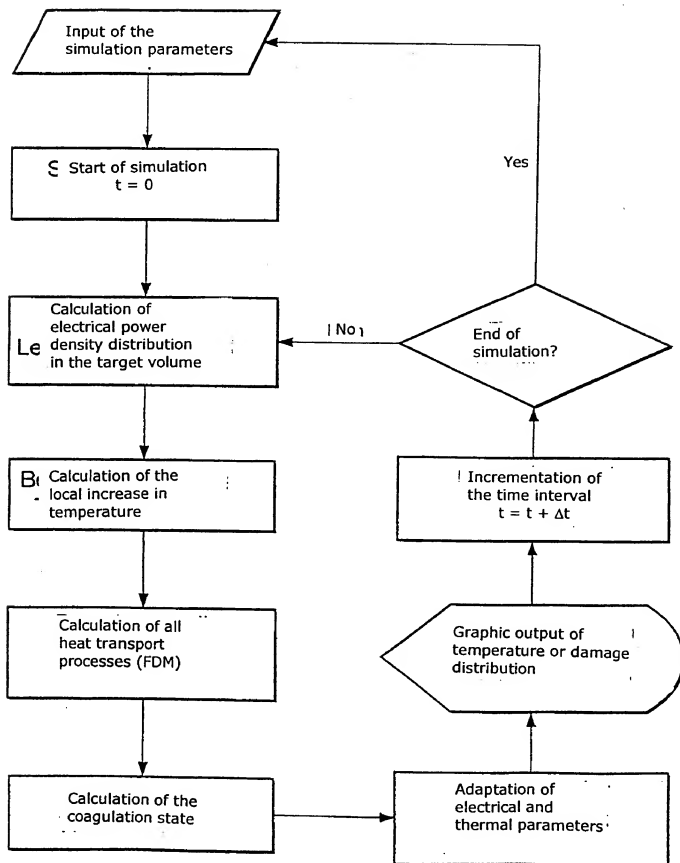 Input of the
simulation parameters
S Start of simulation
t = 0
Yes
Calculation of
electrical power
Le density distribution
in the target volume
No
End of
simulation?
Calculation of the
local increase in
temperature
Incrementation of
the time interval
t = t + Δt
Calculation of all
heat transport
processes (FDM)
Graphic output of
temperature or damage
distribution
Calculation of the
coagulation state
Adaptation of
electrical and
thermal parameters